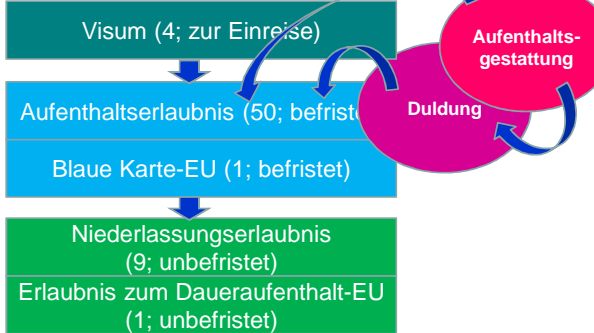 Visum (4; zur Einreise)
Aufenthalts-
gestattung
Aufenthaltserlaubnis (50; befriste
Duldung
Blaue Karte-EU (1; befristet)
Niederlassungserlaubnis
(9; unbefristet)
Erlaubnis zum Daueraufenthalt-EU
(1; unbefristet)